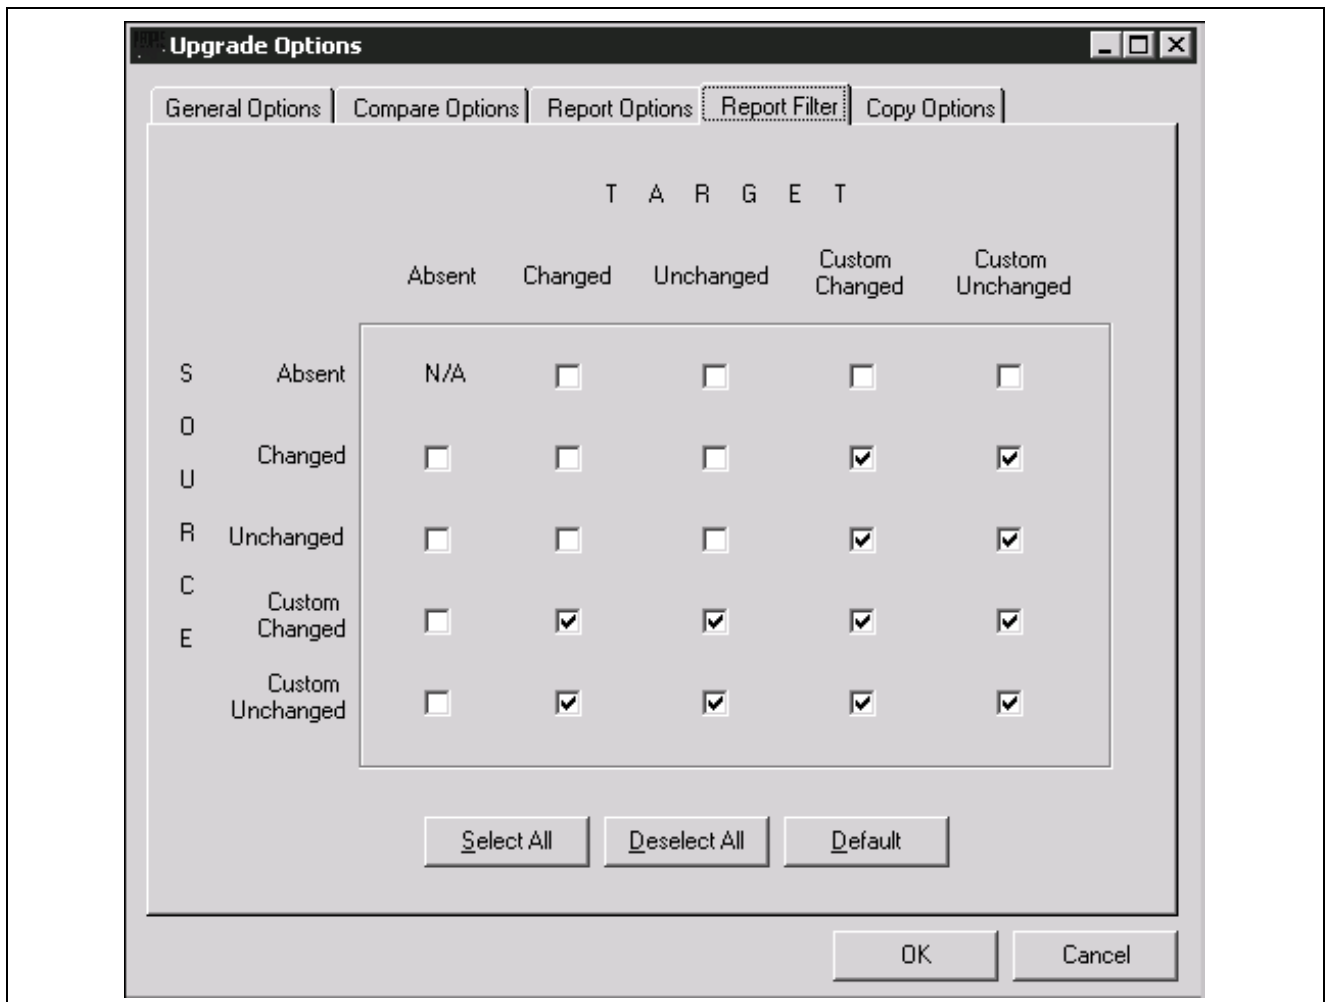 Upgrade Options
General Options
Compare Options
Report Options
Report Filter
Copy Options
T A R G E T
Absent
Changed
Unchanged
Custom
Changed
Custom
Unchanged
S O U R C E
Absent
N/A
Changed
Unchanged
Custom
Changed
Custom
Unchanged
Select All
Deselect All
Default
OK
Cancel